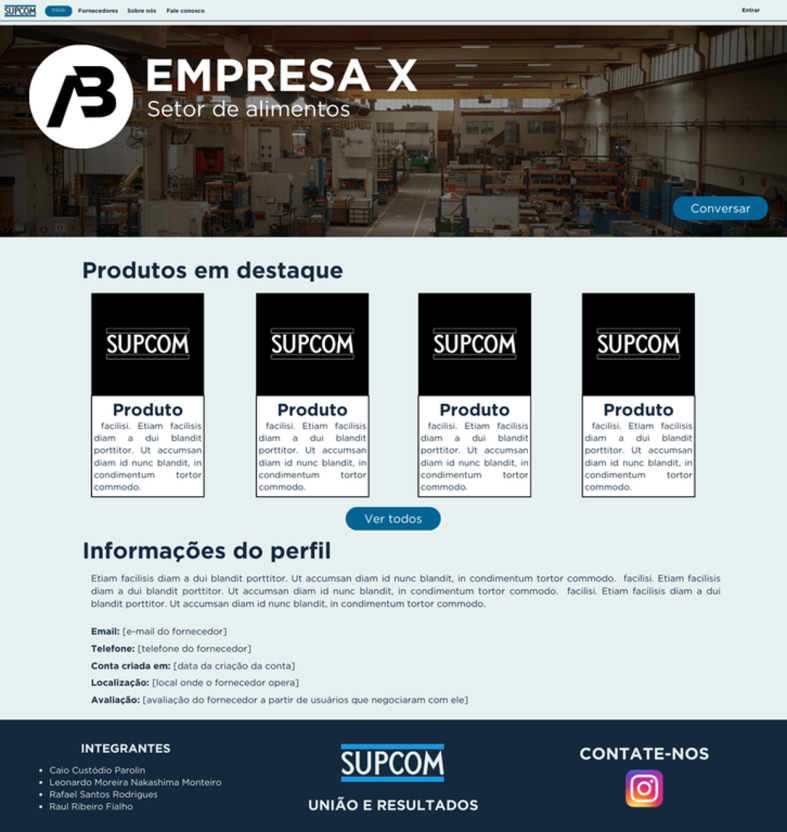 SUPCOM Início Fornecedores Sobre nós Fale conosco Entrar
EMPRESA X
Setor de alimentos
Conversar
Produtos em destaque
SUPCOM
Produto
facilisi. Etiam facilisis
diam a dui blandit
porttitor. Ut accumsan
diam id nunc blandit, in
condimentum tortor
commodo.
SUPCOM
Produto
facilisi. Etiam facilisis
diam a dui blandit
porttitor. Ut accumsan
diam id nunc blandit, in
condimentum tortor
commodo.
SUPCOM
Produto
facilisi. Etiam facilisis
diam a dui blandit
porttitor. Ut accumsan
diam id nunc blandit, in
condimentum tortor
commodo.
SUPCOM
Produto
facilisi. Etiam facilisis
diam a dui blandit
porttitor. Ut accumsan
diam id nunc blandit, in
condimentum tortor
commodo.
Ver todos
Informações do perfil
Etiam facilisis diam a dui blandit porttitor. Ut accumsan diam id nunc blandit, in condimentum tortor commodo. facilisi. Etiam facilisis
diam a dui blandit porttitor. Ut accumsan diam id nunc blandit, in condimentum tortor commodo. facilisi. Etiam facilisis diam a dui
blandit porttitor. Ut accumsan diam id nunc blandit, in condimentum tortor commodo.
Email: [e-mail do fornecedor]
Telefone: [telefone do fornecedor]
Conta criada em: [data da criação da conta]
Localização: [local onde o fornecedor opera]
Avaliação: [avaliação do fornecedor a partir de usuários que negociaram com ele]
INTEGRANTES
• Caio Custódio Parolin
• Leonardo Moreira Nakashima Monteiro
• Rafael Santos Rodrigues
• Raul Ribeiro Fialho
SUPCOM
UNIÃO E RESULTADOS
CONTATE-NOS